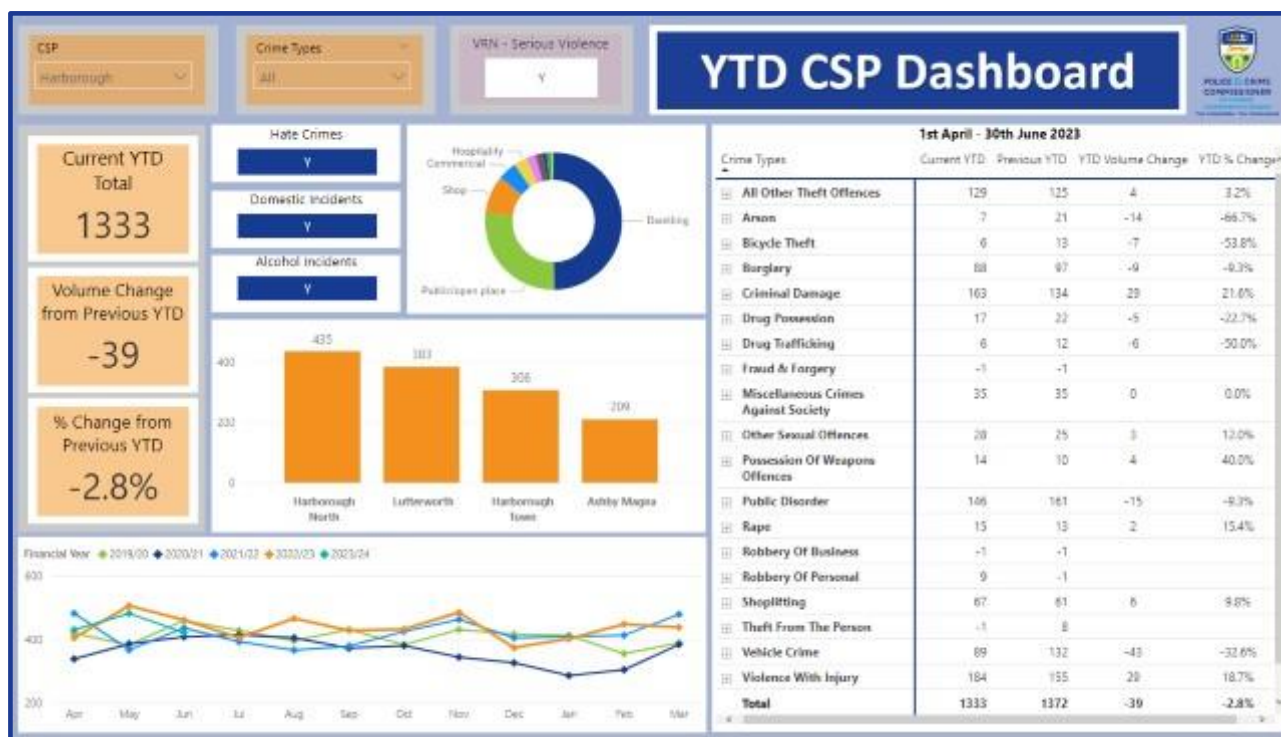 CSP
Harborough
Crime Types
All
VRN - Serious Violence
Y
YTD CSP Dashboard
POLICE & CRIME
COMMISSIONER
Current YTD
Total
1333
Volume Change
from Previous YTD
-39
% Change from
Previous YTD
-2.8%
Hate Crimes
Y
Domestic Incidents
Y
Alcohol Incidents
Y
Hospitality
Commercial
Shop
Dwelling
Public/open place
435
383
306
209
400
200
0
Harborough
North
Lutterworth
Harborough
Town
Ashby Magna
Financial Year 2019/20 2020/21 2021/22 2022/23 2023/24
600
400
200
Apr May Jun Jul Aug Sep Oct Nov Dec Jan Feb Mar
1st April - 30th June 2023
Crime Types Current YTD Previous YTD YTD Volume Change YTD % Change
All Other Theft Offences 129 125 4 3.2%
Arson 7 21 -14 -66.7%
Bicycle Theft 6 13 -7 -53.8%
Burglary 88 97 -9 -9.3%
Criminal Damage 163 134 29 21.6%
Drug Possession 17 22 -5 -22.7%
Drug Trafficking 6 12 -6 -50.0%
Fraud & Forgery -1 -1
Miscellaneous Crimes
Against Society 35 35 0 0.0%
Other Sexual Offences 28 25 3 12.0%
Possession Of Weapons
Offences 14 10 4 40.0%
Public Disorder 146 161 -15 -9.3%
Rape 15 13 2 15.4%
Robbery Of Business -1 -1
Robbery Of Personal 9 -1
Shoplifting 67 61 6 9.8%
Theft From The Person -1 8
Vehicle Crime 89 132 -43 -32.6%
Violence With Injury 184 155 29 18.7%
Total 1333 1372 -39 -2.8%